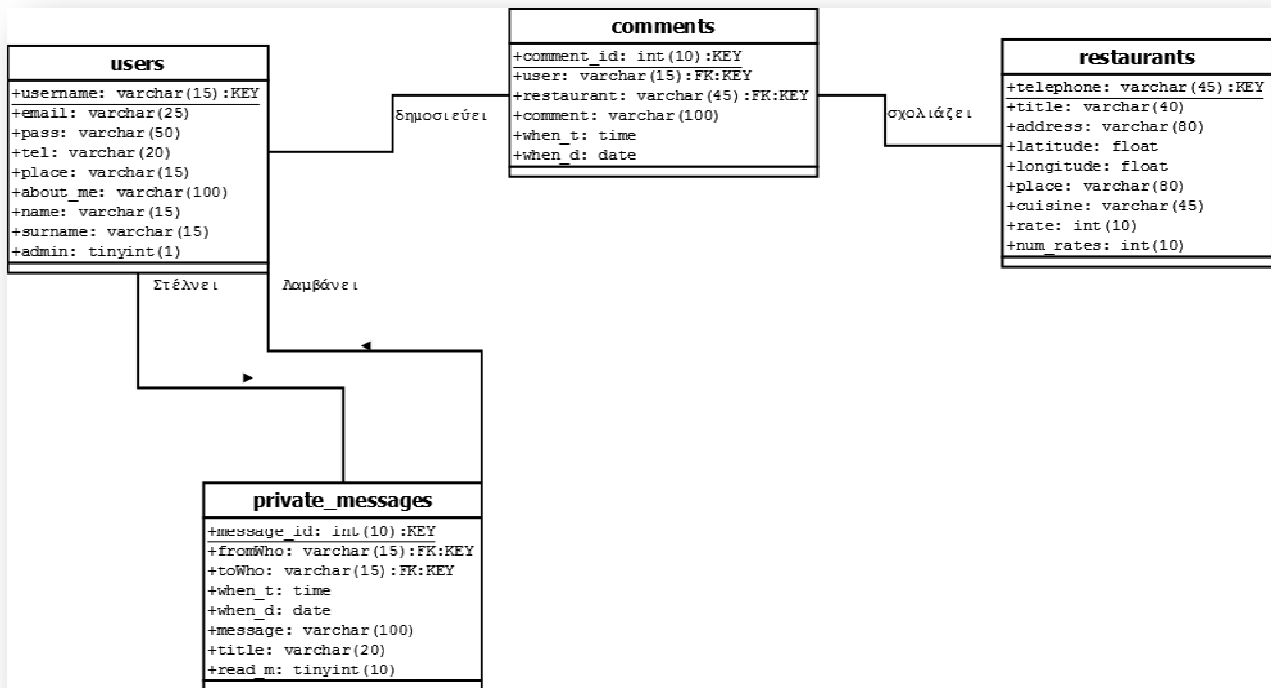 users
+username: varchar(15):KEY
+email: varchar(25)
+pass: varchar(50)
+tel: varchar(20)
+place: varchar(15)
+about_me: varchar(100)
+name: varchar(15)
+surname: varchar(15)
+admin: tinyint(1)
δημοσιεύει
comments
+comment_id: int(10):KEY
+user: varchar(15):FK:KEY
+restaurant: varchar(45):FK:KEY
+comment: varchar(100)
+when_t: time
+when_d: date
σχολιάζει
restaurants
+telephone: varchar(45):KEY
+title: varchar(40)
+address: varchar(80)
+latitude: float
+longitude: float
+place: varchar(80)
+cuisine: varchar(45)
+rate: int(10)
+num_rates: int(10)
Στέλνει
Λαμβάνει
private_messages
+message_id: int(10):KEY
+fromWho: varchar(15):FK:KEY
+toWho: varchar(15):FK:KEY
+when_t: time
+when_d: date
+message: varchar(100)
+title: varchar(20)
+read_m: tinyint(10)